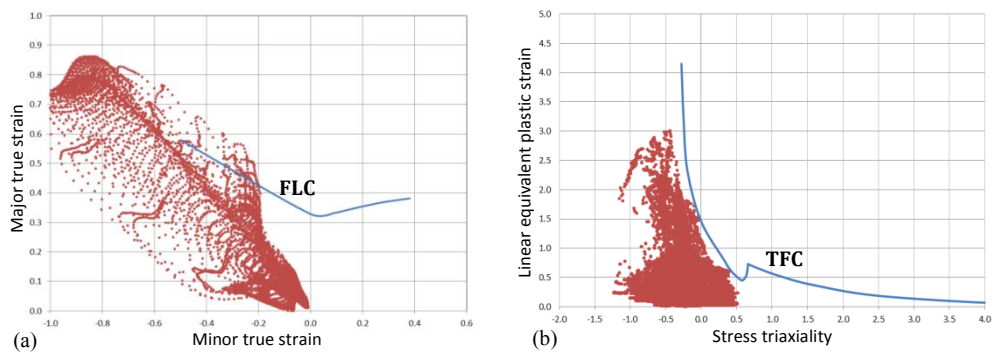 1.0
0.9
0.8
0.7
0.6
0.5
0.4
0.3
0.2
0.1
0.0
Major true strain
FLC
-1.0 -0.8 -0.6 -0.4 -0.2 0.0 0.2 0.4 0.6
Minor true strain
(a)
5.0
4.5
4.0
3.5
3.0
2.5
2.0
1.5
1.0
0.5
0.0
Linear equivalent plastic strain
TFC
-2.0 -1.5 -1.0 -0.5 0.0 0.5 1.0 1.5 2.0 2.5 3.0 3.5 4.0
Stress triaxiality
(b)